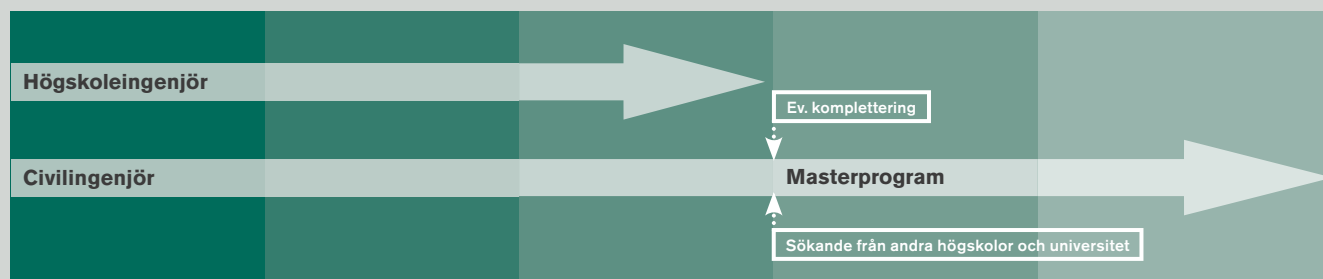 Högskoleingenjör
Ev. komplettering
Civilingenjör
Masterprogram
Sökande från andra högskolor och universitet